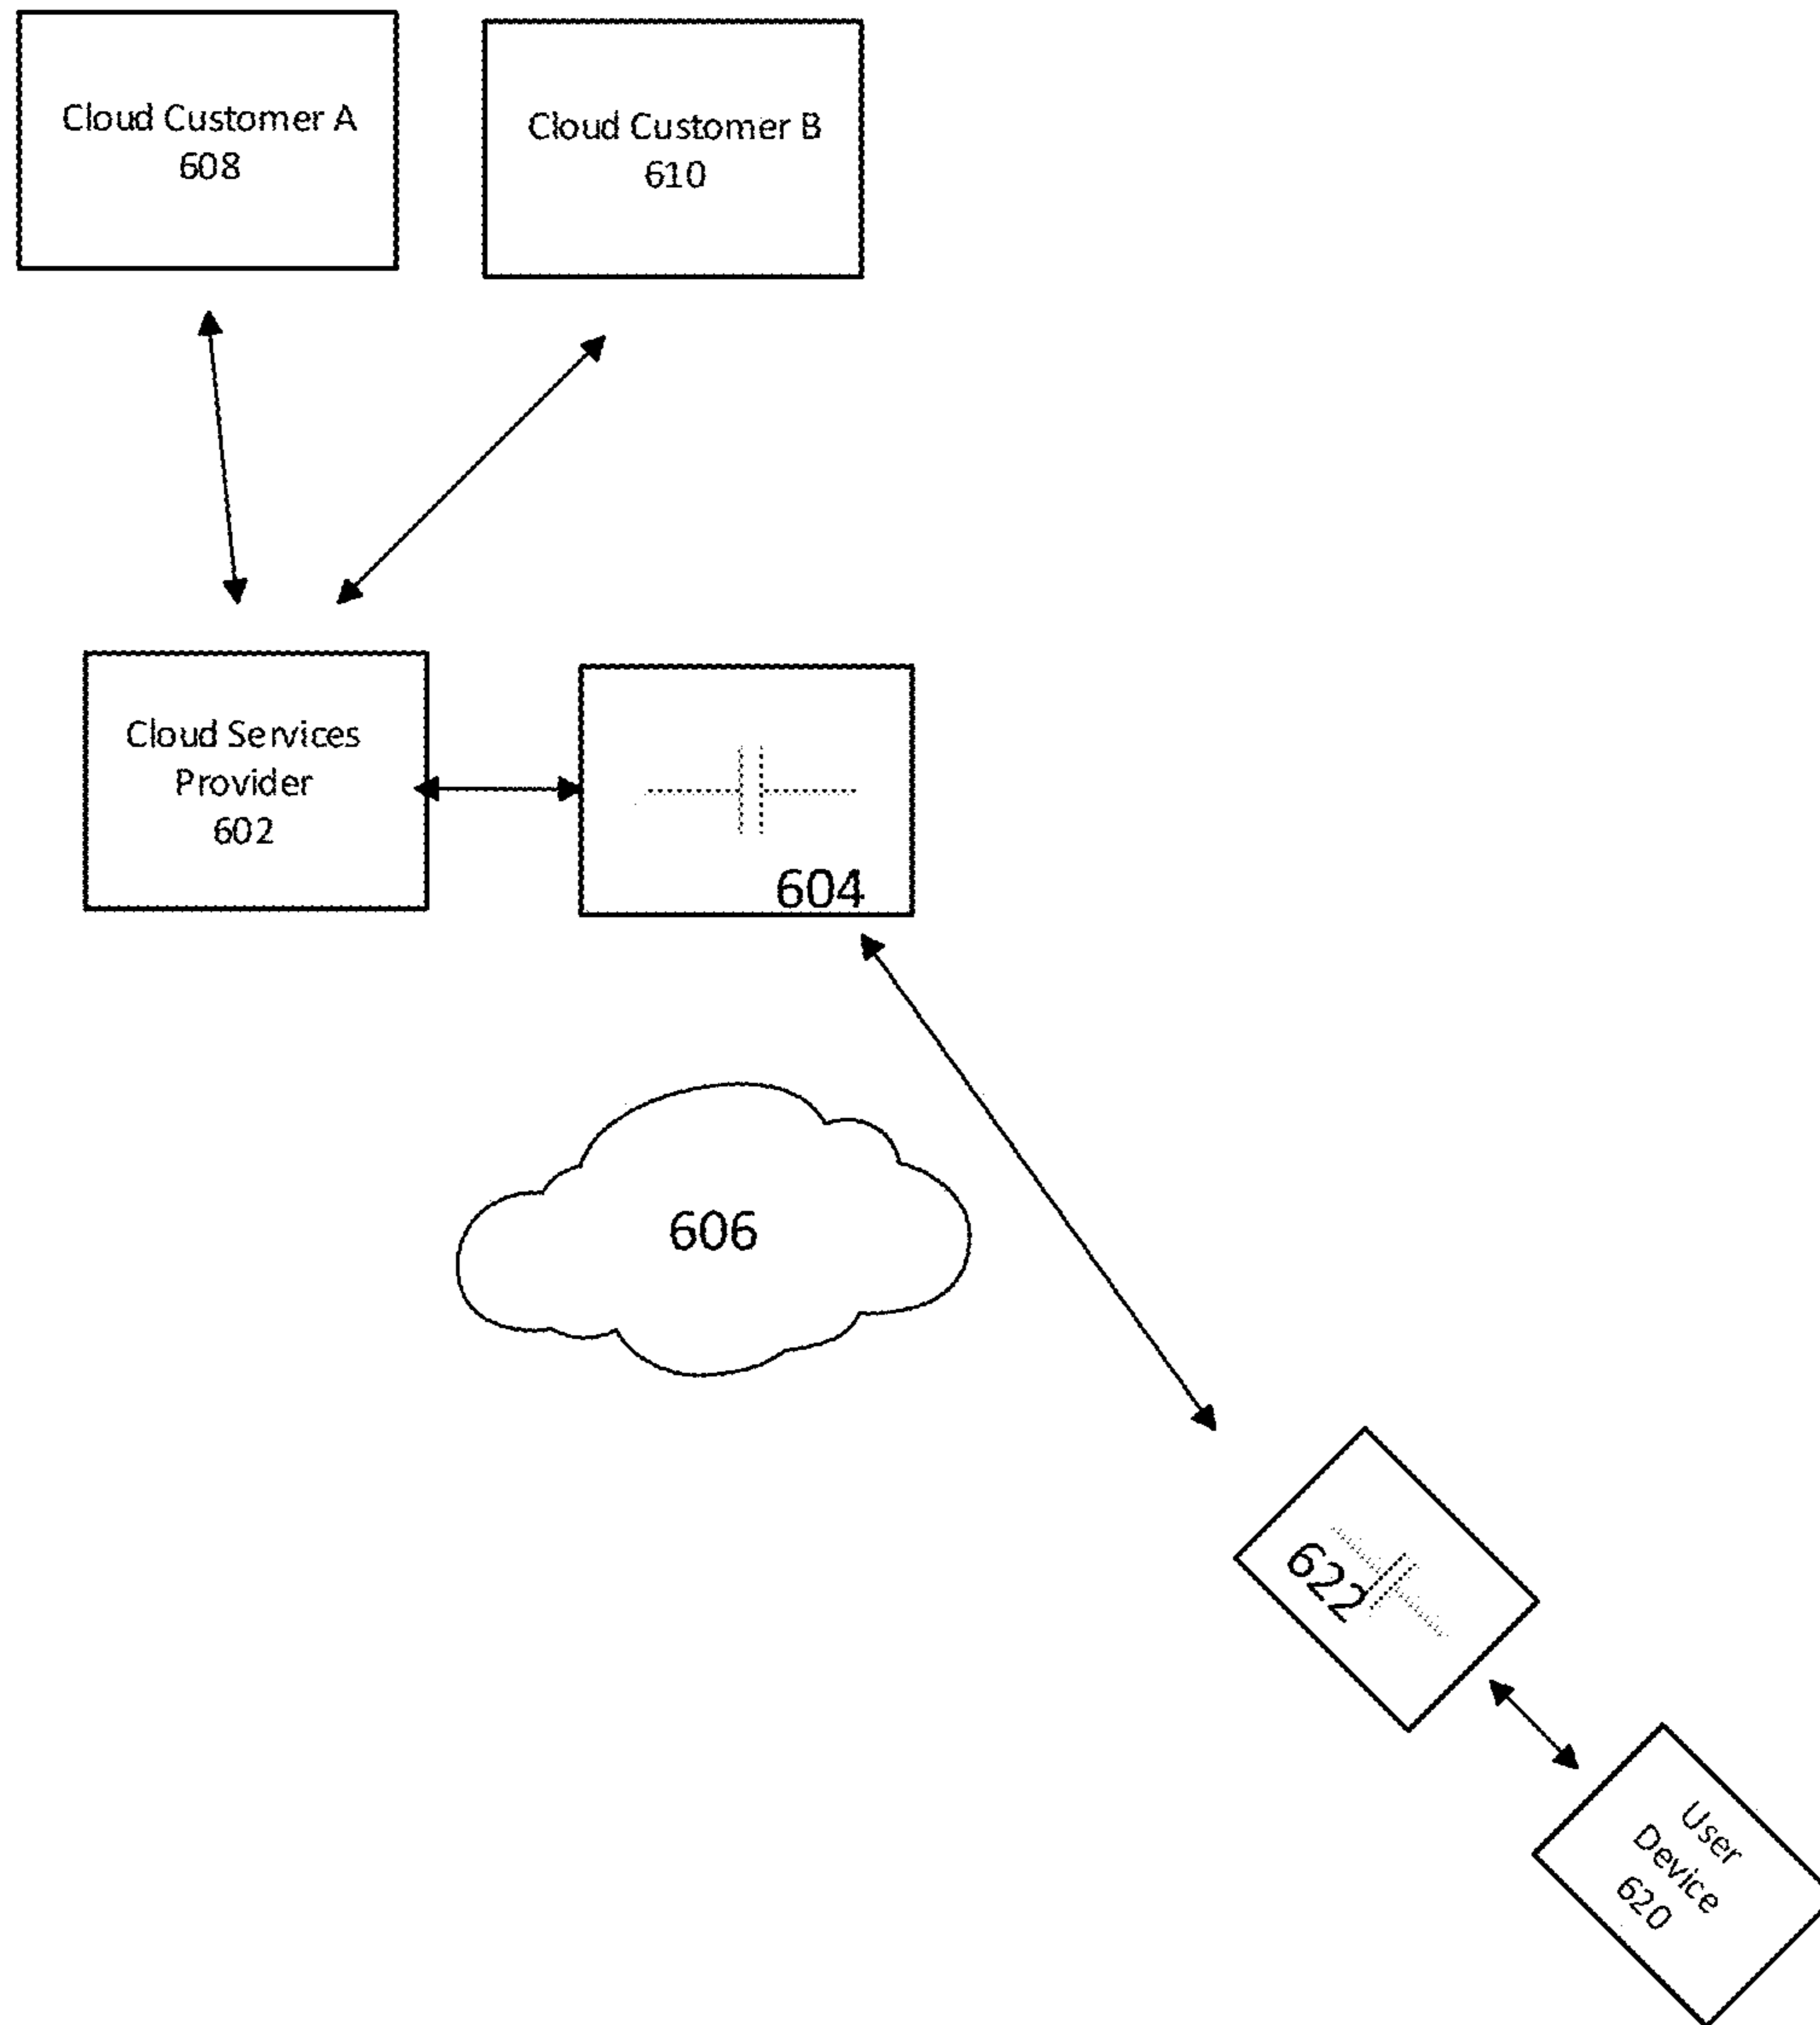 Cloud Customer A
608
Cloud Customer B
610
Cloud Services
Provider
602
604
606
622
User
Device
620